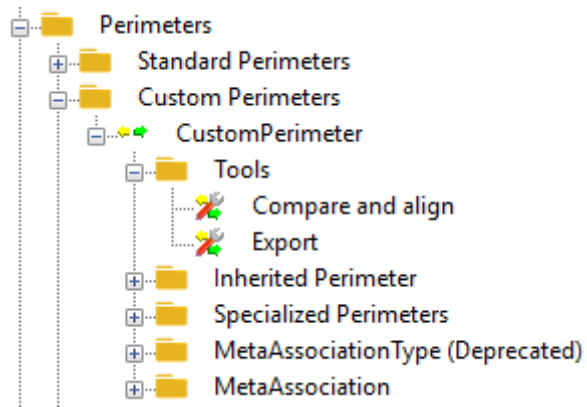 Perimeters
Standard Perimeters
Custom Perimeters
CustomPerimeter
Tools
Compare and align
Export
Inherited Perimeter
Specialized Perimeters
MetaAssociationType (Deprecated)
MetaAssociation